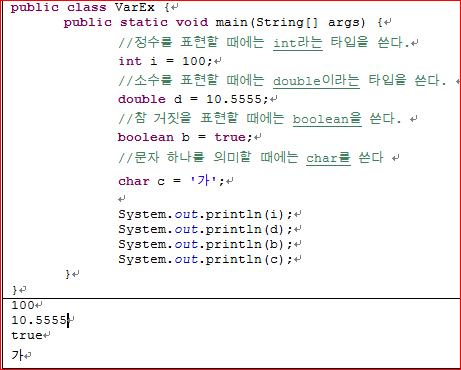 public class VarEx {
public static void main(String[] args) {
//정수를 표현할 때에는 int라는 타입을 쓴다.
int i = 100;
//소수를 표현할 때에는 double이라는 타입을 쓴다.
double d = 10.5555;
//참 거짓을 표현할 때에는 boolean을 쓴다.
boolean b = true;
//문자 하나를 의미할 때에는 char를 쓴다
char c = '가';
System.out.println(i);
System.out.println(d);
System.out.println(b);
System.out.println(c);
}
}
100
10.5555
true
가